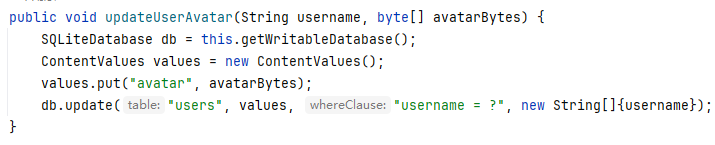 public void updateUserAvatar(String username, byte[] avatarBytes) {
    SQLiteDatabase db = this.getWritableDatabase();
    ContentValues values = new ContentValues();
    values.put("avatar", avatarBytes);
    db.update( table: "users", values, whereClause: "username = ?", new String[]{username});
}